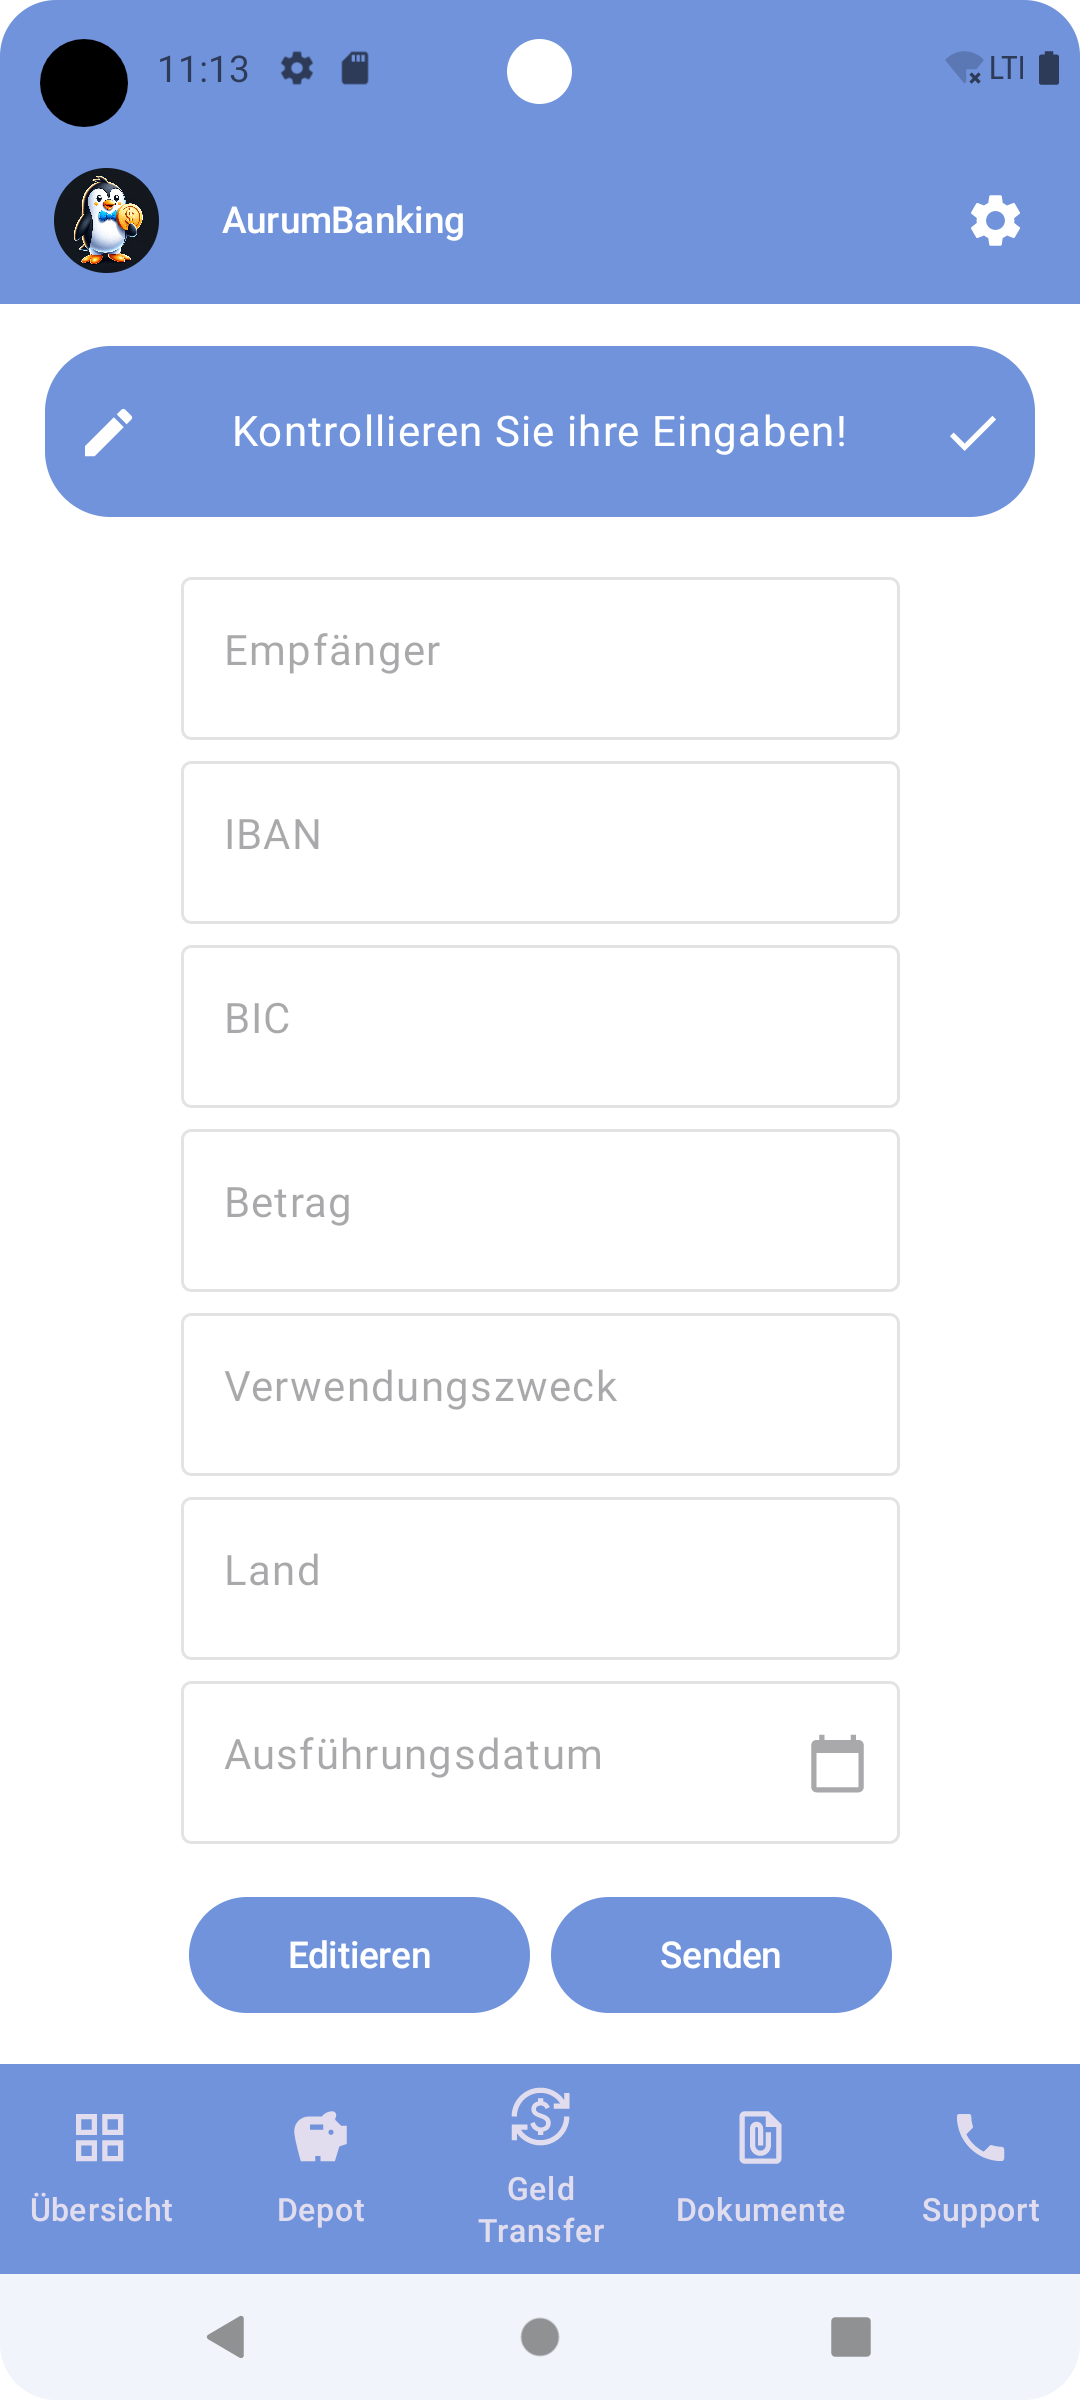 11:13
LTE
AurumBanking
Kontrollieren Sie ihre Eingaben!
Empfänger
IBAN
BIC
Betrag
Verwendungszweck
Land
Ausführungsdatum
Editieren
Senden
Übersicht
Depot
Geld
Transfer
Dokumente
Support